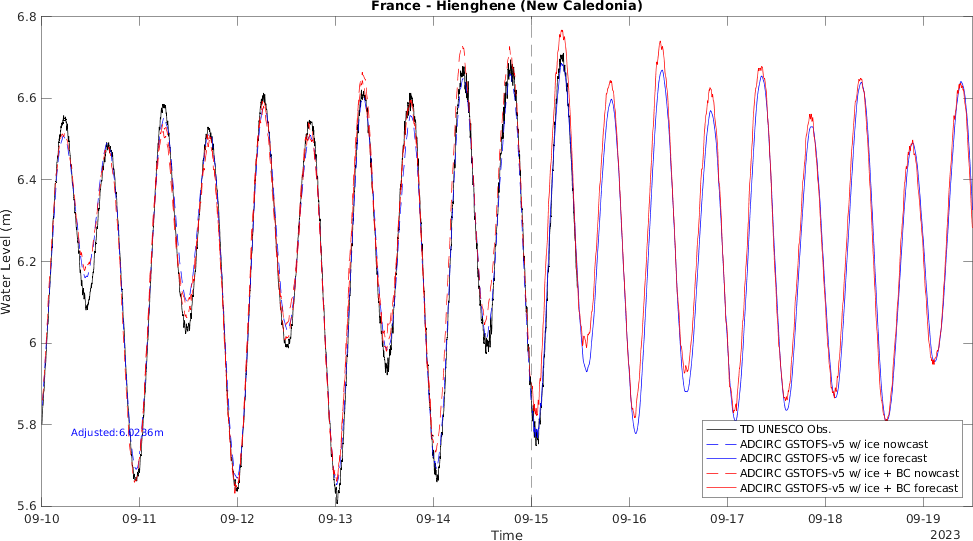 France - Hienghene (New Caledonia)
Water Level (m)
6.8
6.6
6.4
6.2
6
5.8
5.6
Adjusted:6.0236m
TD UNESCO Obs.
ADCIRC GSTOFS-v5 w/ ice nowcast
ADCIRC GSTOFS-v5 w/ ice forecast
ADCIRC GSTOFS-v5 w/ ice + BC nowcast
ADCIRC GSTOFS-v5 w/ ice + BC forecast
09-10 09-11 09-12 09-13 09-14 09-15 09-16 09-17 09-18 09-19
Time
2023